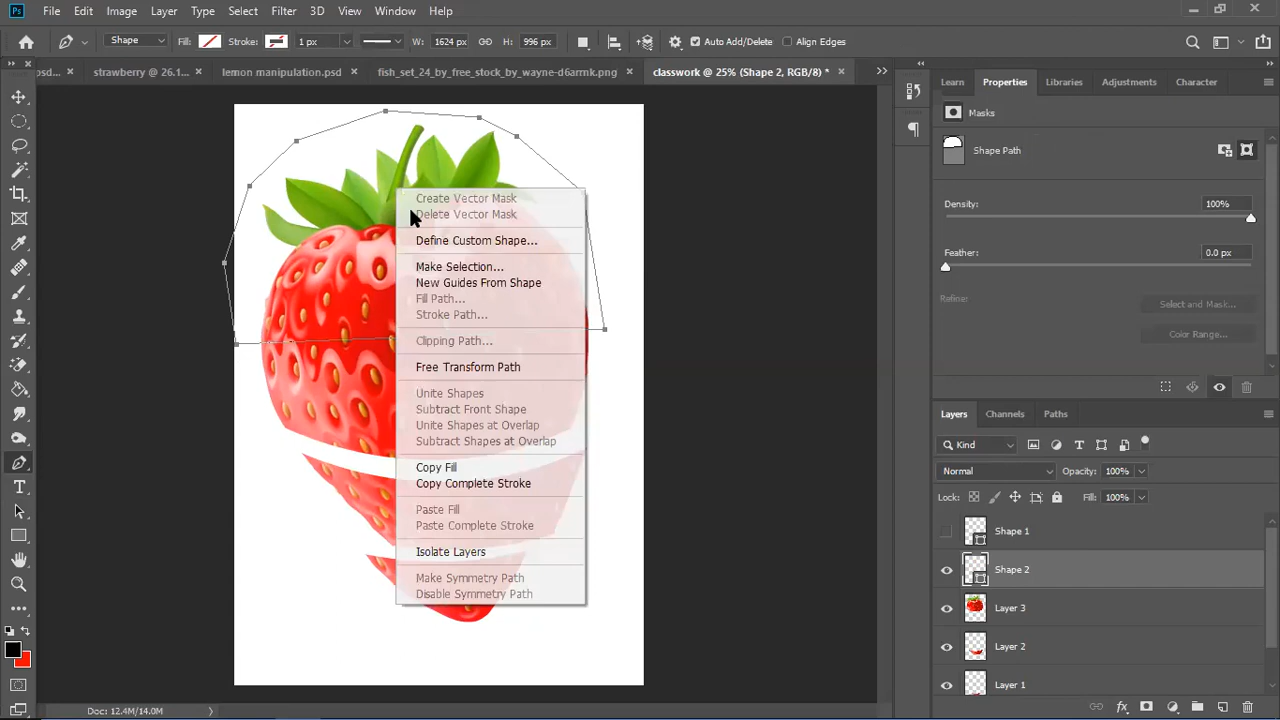 Ps File Edit Image Layer Type Select Filter 3D View Window Help
Shape Fill: Stroke: 1 px W: 1624 px H: 996 px Auto Add/Delete Align Edges
psd... × strawberry @ 26.1... × lemon manipulation.psd × fish_set_24_by_free_stock_by_wayne-d6armk.png × classwork @ 25% (Shape 2, RGB/8) * ×
Learn Properties Libraries Adjustments Character
Masks
Shape Path
Density: 100%
Feather: 0.0 px
Refine:
Select and Mask...
Color Range...
Create Vector Mask
Delete Vector Mask
Define Custom Shape...
Make Selection...
New Guides From Shape
Fill Path...
Stroke Path...
Clipping Path...
Free Transform Path
Unite Shapes
Subtract Front Shape
Unite Shapes at Overlap
Subtract Shapes at Overlap
Copy Fill
Copy Complete Stroke
Paste Fill
Paste Complete Stroke
Isolate Layers
Make Symmetry Path
Disable Symmetry Path
Layers Channels Paths
Kind
Normal Opacity: 100%
Lock: Fill: 100%
Shape 1
Shape 2
Layer 3
Layer 2
Layer 1
fx
Doc: 12.4M/14.0M